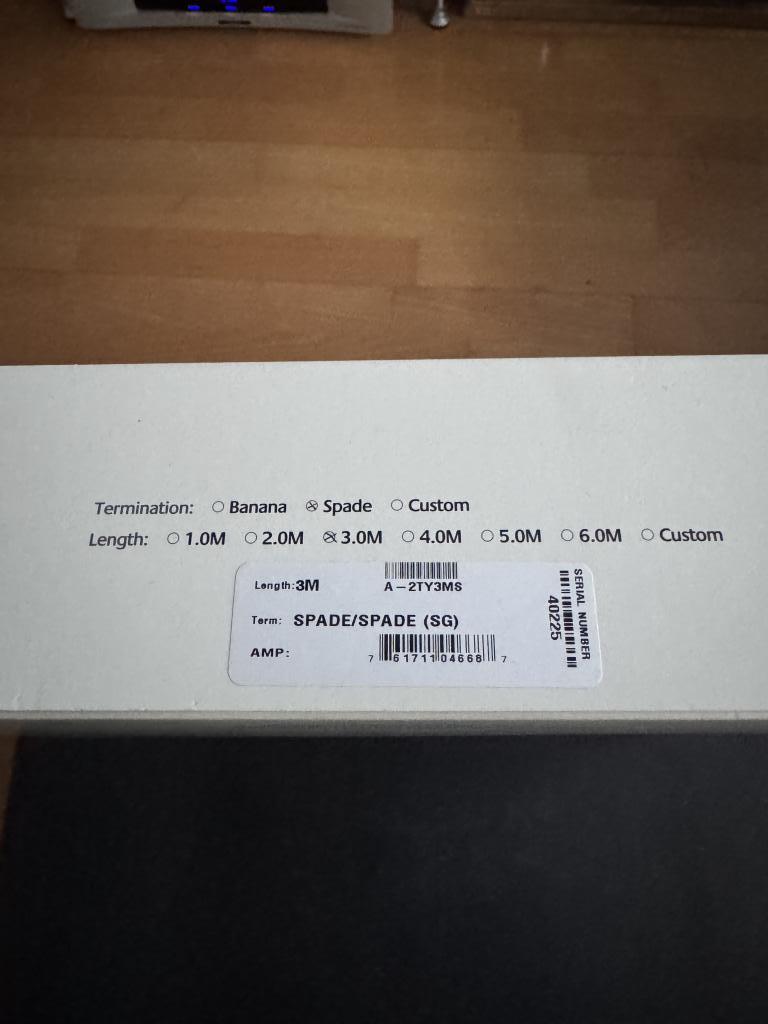 Termination: ○ Banana ⊗ Spade ○ Custom
Length: ○ 1.0M ○ 2.0M ⊗ 3.0M ○ 4.0M ○ 5.0M ○ 6.0M ○ Custom
Length:3M
A-2TY3MS
Term: SPADE/SPADE (SG)
AMP:
7 61711 04668 7
SERIAL NUMBER
40225